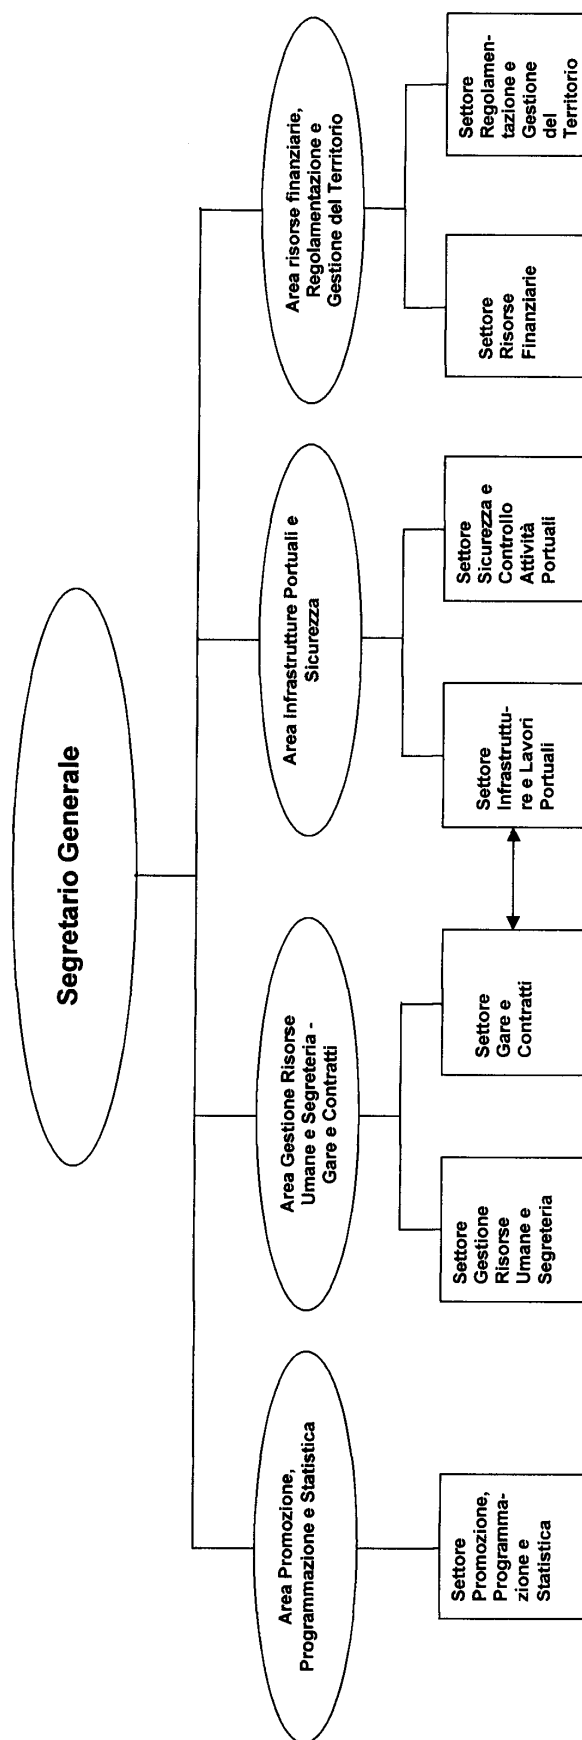 Segretario Generale
Area Promozione,
Programmazione e Statistica
Area Gestione Risorse
Umane e Segreteria -
Gare e Contratti
Area Infrastrutture Portuali e
Sicurezza
Area risorse finanziarie,
Regolamentazione e
Gestione del Territorio
Settore
Promozione,
Programma-
zione e
Statistica
Settore
Gestione
Risorse
Umane e
Segreteria
Settore
Gare e
Contratti
Settore
Infrastruttu-
re e Lavori
Portuali
Settore
Sicurezza e
Controllo
Attività
Portuali
Settore
Risorse
Finanziarie
Settore
Regolamen-
tazione e
Gestione
del
Territorio